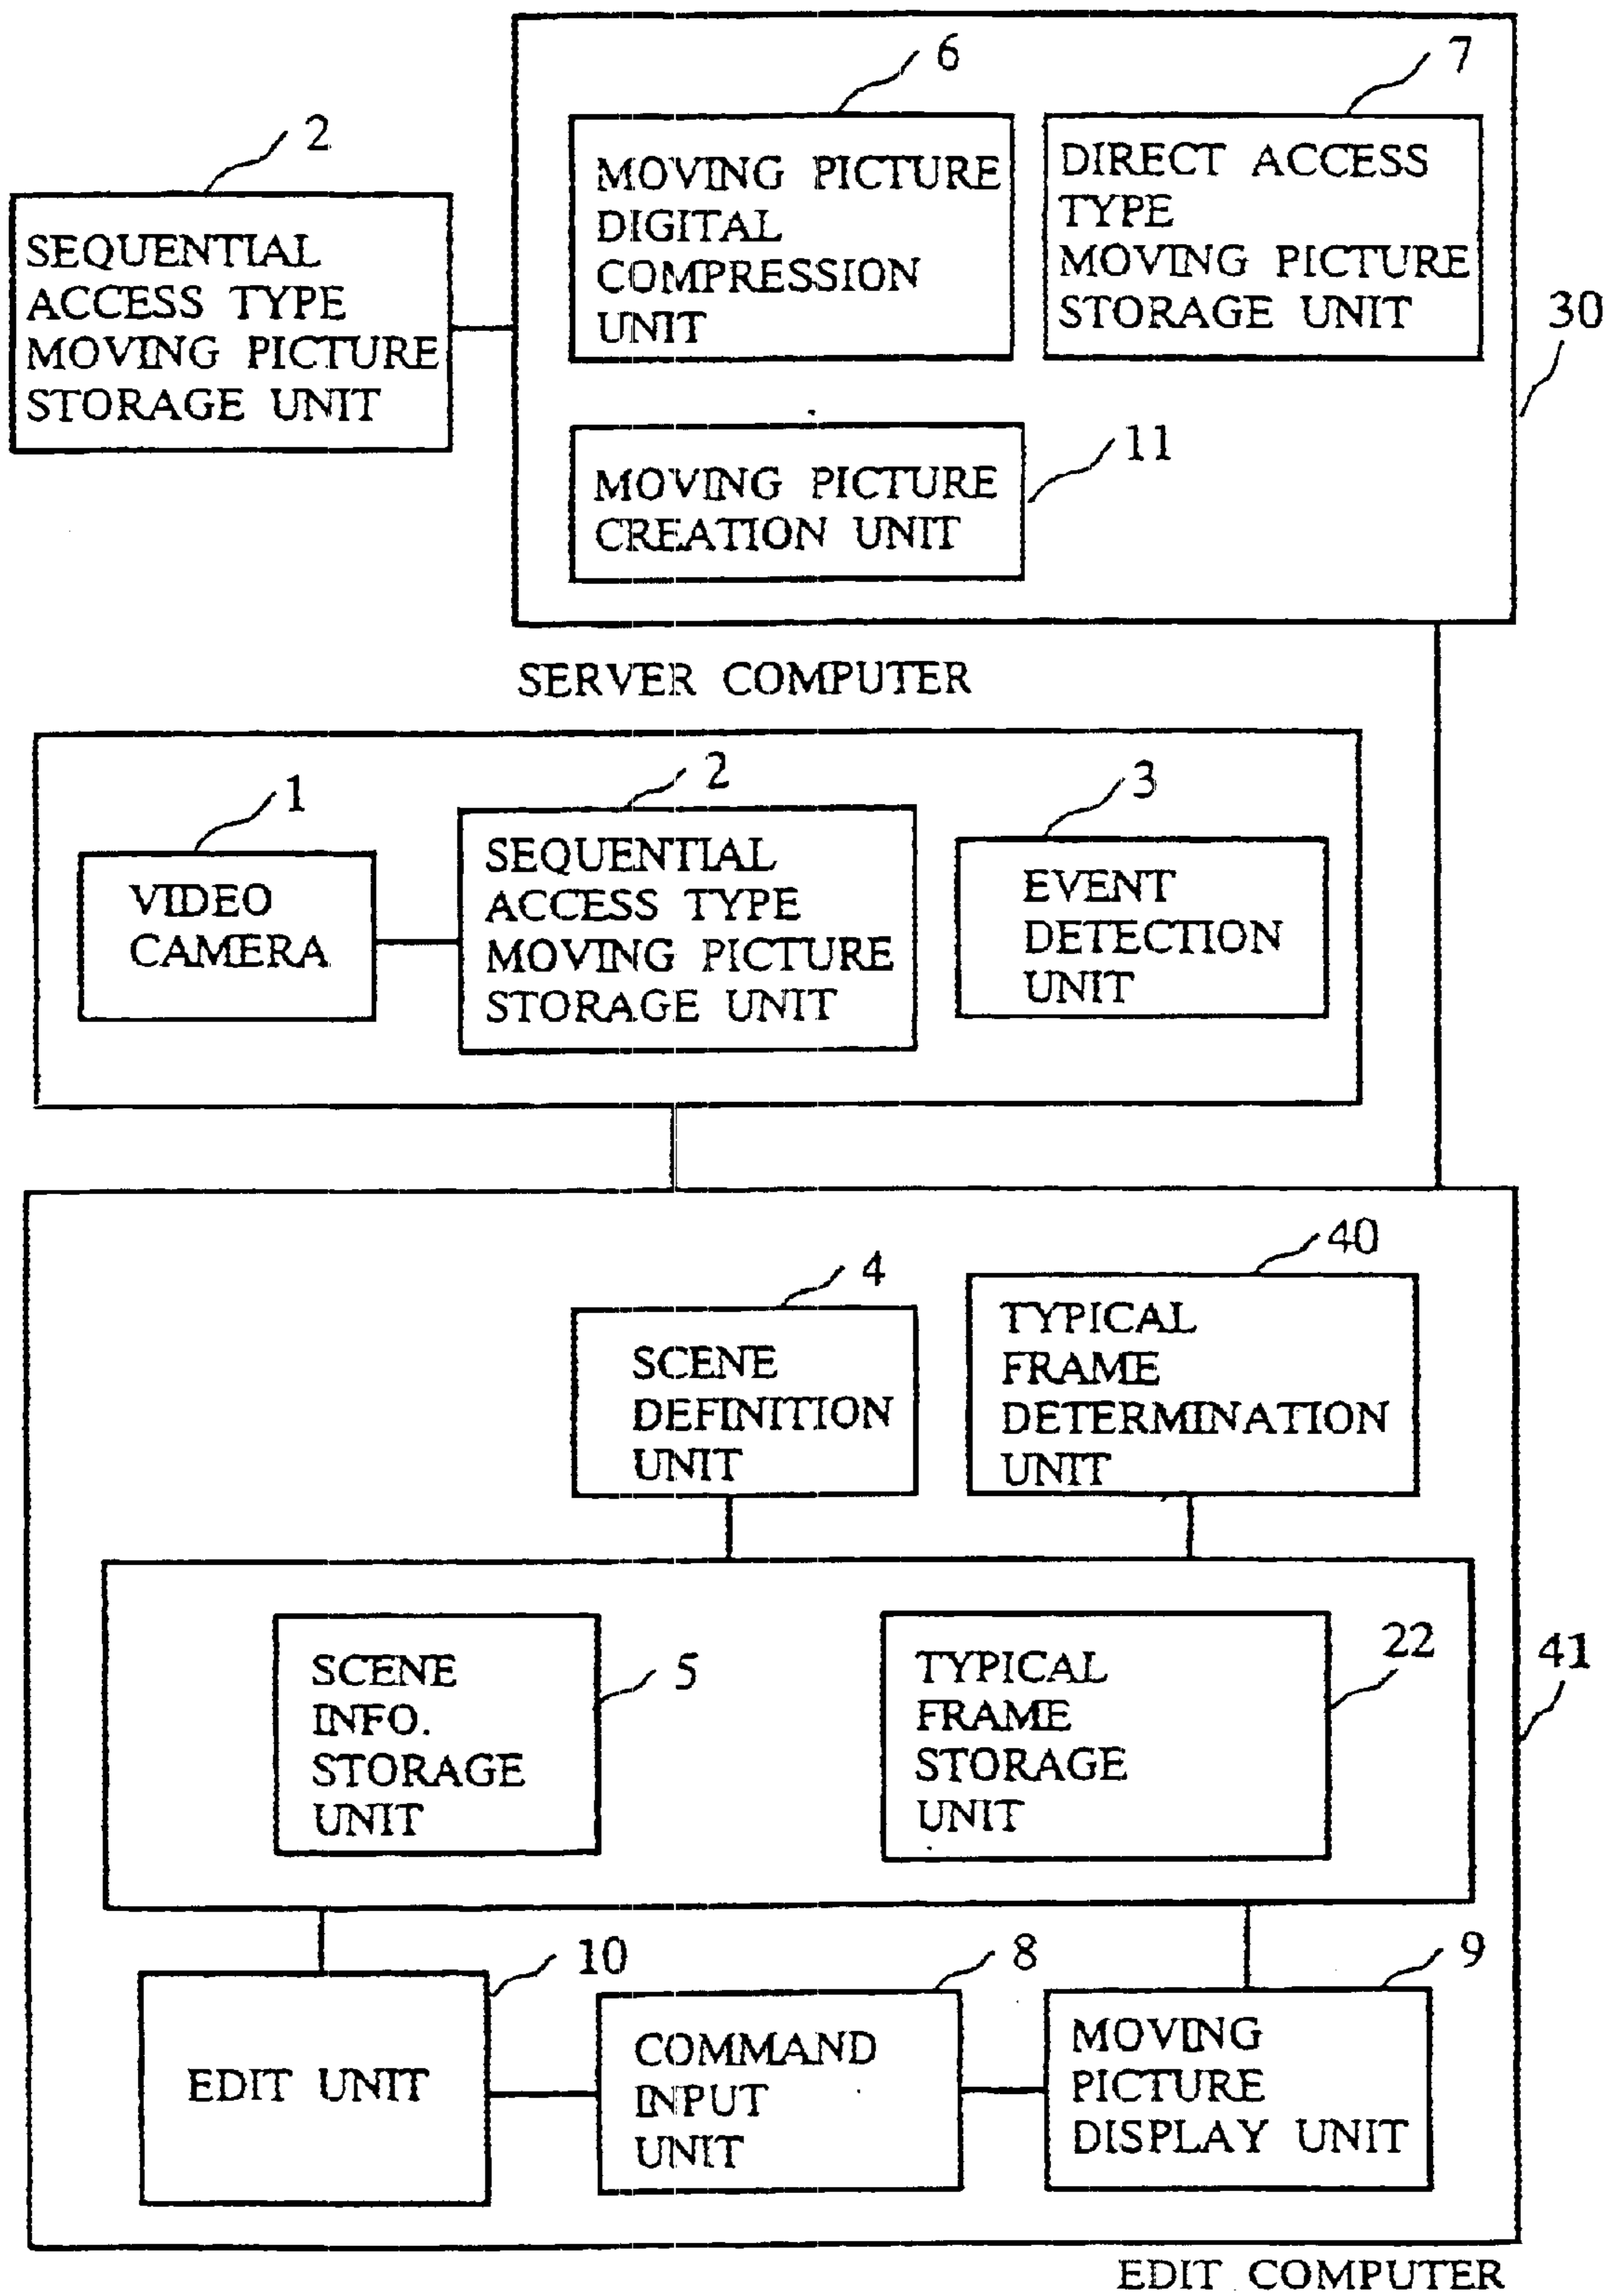 6
7
2
MOVING PICTURE
DIGITAL
COMPRESSION
UNIT
DIRECT ACCESS
TYPE
MOVING PICTURE
STORAGE UNIT
SEQUENTIAL
ACCESS TYPE
MOVING PICTURE
STORAGE UNIT
30
11
MOVING PICTURE
CREATION UNIT
SERVER COMPUTER
1
2
3
VIDEO
CAMERA
SEQUENTIAL
ACCESS TYPE
MOVING PICTURE
STORAGE UNIT
EVENT
DETECTION
UNIT
4
40
SCENE
DEFINITION
UNIT
TYPICAL
FRAME
DETERMINATION
UNIT
SCENE
INFO.
STORAGE
UNIT
5
TYPICAL
FRAME
STORAGE
UNIT
22
41
10
8
9
EDIT UNIT
COMMAND
INPUT
UNIT
MOVING
PICTURE
DISPLAY UNIT
EDIT COMPUTER